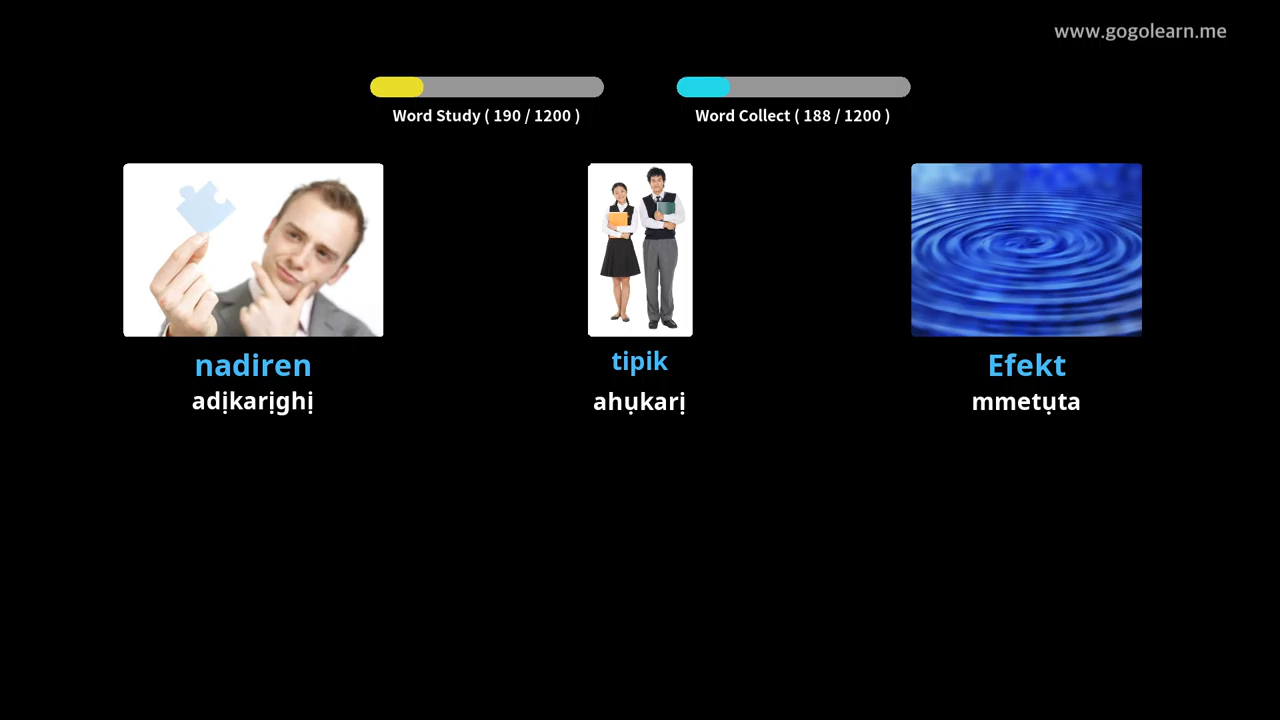 www.gogolearn.me
Word Study ( 190 / 1200 )
Word Collect ( 188 / 1200 )
nadiren
adịkarịghị
tipik
ahụkarị
Efekt
mmetụta